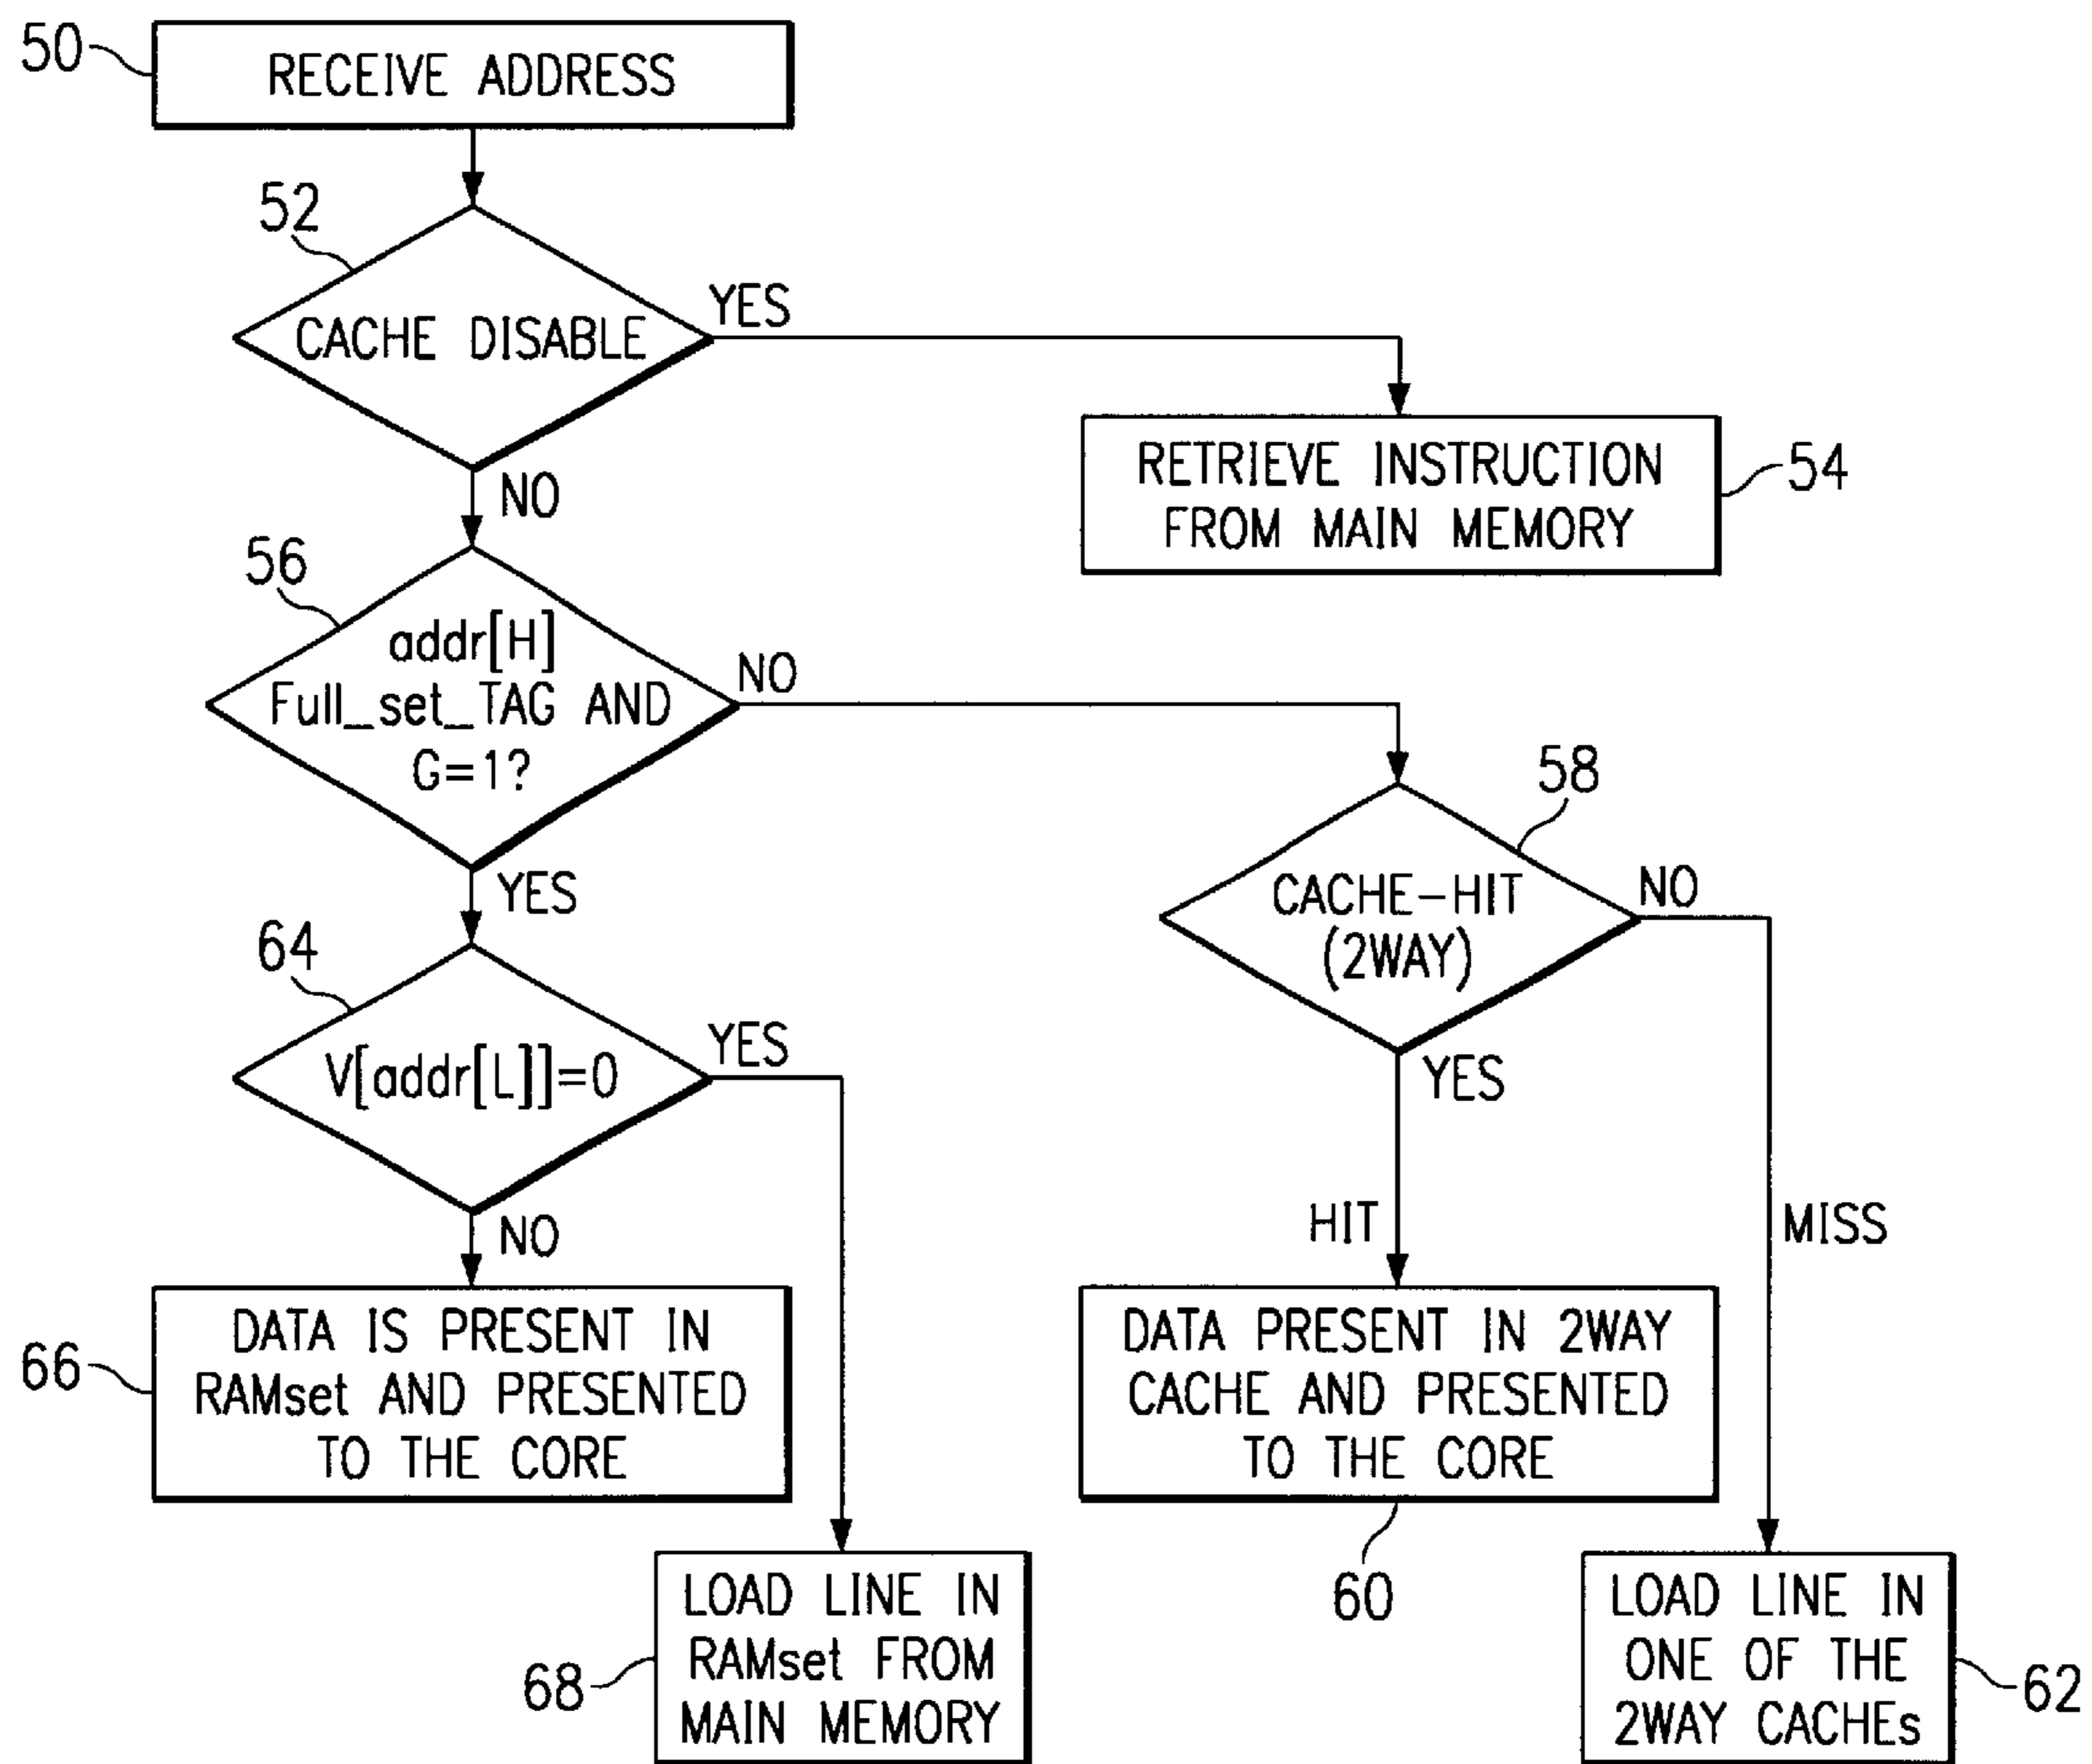 50
RECEIVE ADDRESS
52
CACHE DISABLE
YES
NO
RETRIEVE INSTRUCTION
FROM MAIN MEMORY
54
56
addr[H]
Full_set_TAG AND
G=1?
NO
YES
58
CACHE-HIT
(2WAY)
NO
YES
HIT
MISS
64
V[addr[L]]=0
YES
NO
66
DATA IS PRESENT IN
RAMset AND PRESENTED
TO THE CORE
DATA PRESENT IN 2WAY
CACHE AND PRESENTED
TO THE CORE
60
68
LOAD LINE IN
RAMset FROM
MAIN MEMORY
LOAD LINE IN
ONE OF THE
2WAY CACHEs
62